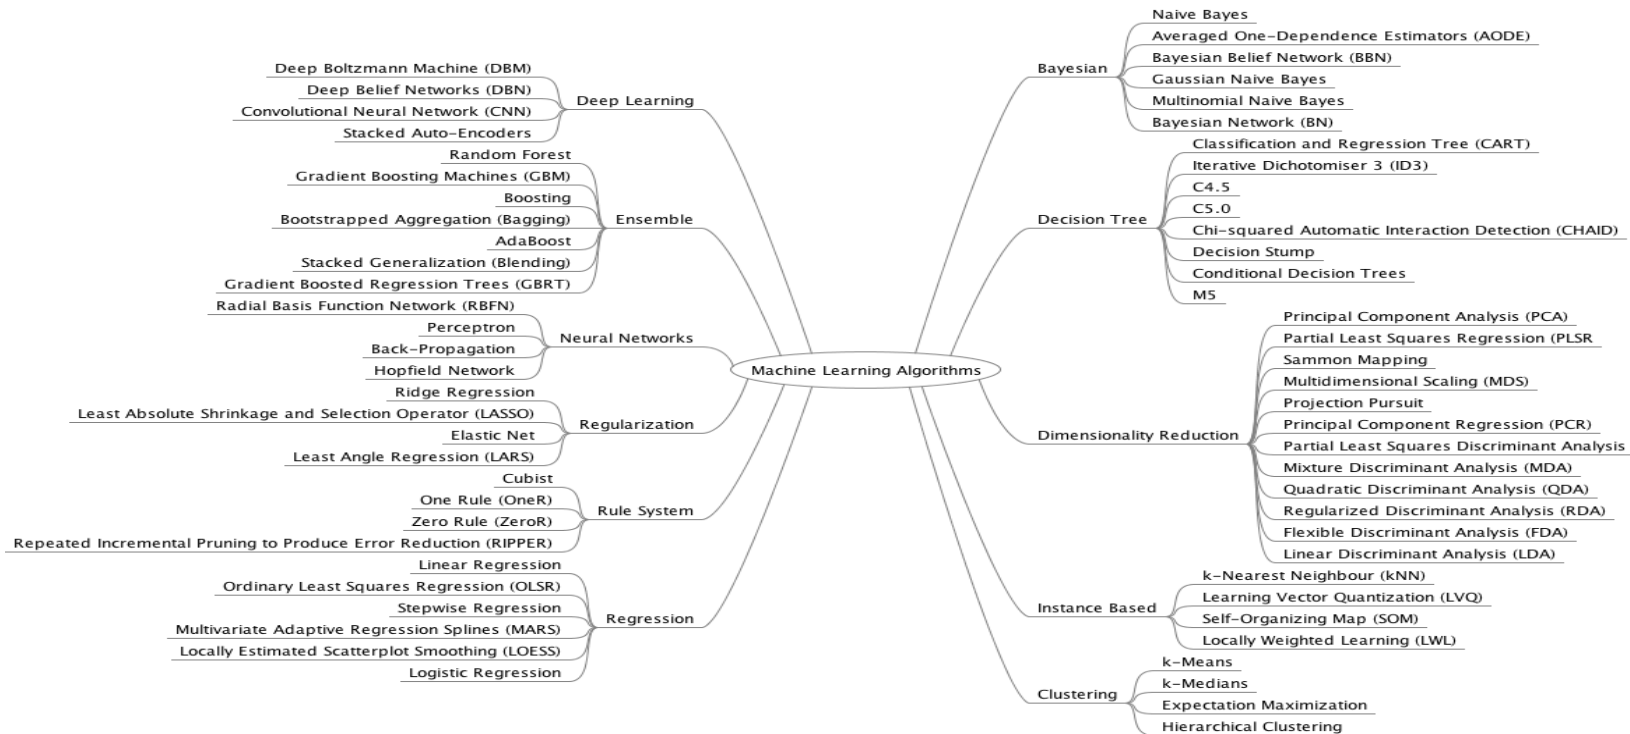 Machine Learning Algorithms
Deep Learning
Deep Boltzmann Machine (DBM)
Deep Belief Networks (DBN)
Convolutional Neural Network (CNN)
Stacked Auto-Encoders
Ensemble
Random Forest
Gradient Boosting Machines (GBM)
Boosting
Bootstrapped Aggregation (Bagging)
AdaBoost
Stacked Generalization (Blending)
Gradient Boosted Regression Trees (GBRT)
Neural Networks
Radial Basis Function Network (RBFN)
Perceptron
Back-Propagation
Hopfield Network
Regularization
Ridge Regression
Least Absolute Shrinkage and Selection Operator (LASSO)
Elastic Net
Least Angle Regression (LARS)
Rule System
Cubist
One Rule (OneR)
Zero Rule (ZeroR)
Repeated Incremental Pruning to Produce Error Reduction (RIPPER)
Regression
Linear Regression
Ordinary Least Squares Regression (OLSR)
Stepwise Regression
Multivariate Adaptive Regression Splines (MARS)
Locally Estimated Scatterplot Smoothing (LOESS)
Logistic Regression
Bayesian
Naive Bayes
Averaged One-Dependence Estimators (AODE)
Bayesian Belief Network (BBN)
Gaussian Naive Bayes
Multinomial Naive Bayes
Bayesian Network (BN)
Decision Tree
Classification and Regression Tree (CART)
Iterative Dichotomiser 3 (ID3)
C4.5
C5.0
Chi-squared Automatic Interaction Detection (CHAID)
Decision Stump
Conditional Decision Trees
M5
Dimensionality Reduction
Principal Component Analysis (PCA)
Partial Least Squares Regression (PLSR
Sammon Mapping
Multidimensional Scaling (MDS)
Projection Pursuit
Principal Component Regression (PCR)
Partial Least Squares Discriminant Analysis
Mixture Discriminant Analysis (MDA)
Quadratic Discriminant Analysis (QDA)
Regularized Discriminant Analysis (RDA)
Flexible Discriminant Analysis (FDA)
Linear Discriminant Analysis (LDA)
Instance Based
k-Nearest Neighbour (kNN)
Learning Vector Quantization (LVQ)
Self-Organizing Map (SOM)
Locally Weighted Learning (LWL)
Clustering
k-Means
k-Medians
Expectation Maximization
Hierarchical Clustering